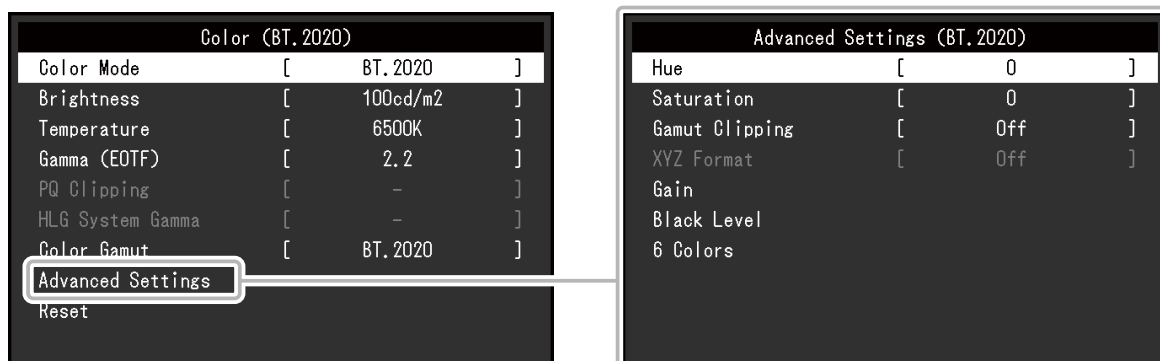 Color (BT.2020)
Color Mode [ BT.2020 ]
Brightness [ 100cd/m2 ]
Temperature [ 6500K ]
Gamma (EOTF) [ 2.2 ]
PQ Clipping [ - ]
HLG System Gamma [ - ]
Color Gamut [ BT.2020 ]
Advanced Settings
Reset
Advanced Settings (BT.2020)
Hue [ 0 ]
Saturation [ 0 ]
Gamut Clipping [ Off ]
XYZ Format [ Off ]
Gain
Black Level
6 Colors